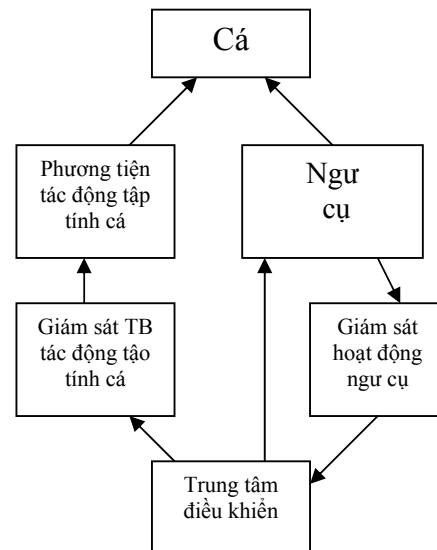 Cá
Phương tiện
tác động tập
tính cá
Ngư
cụ
Giám sát TB
tác động tạo
tính cá
Giám sát
hoạt động
ngư cụ
Trung tâm
điều khiển